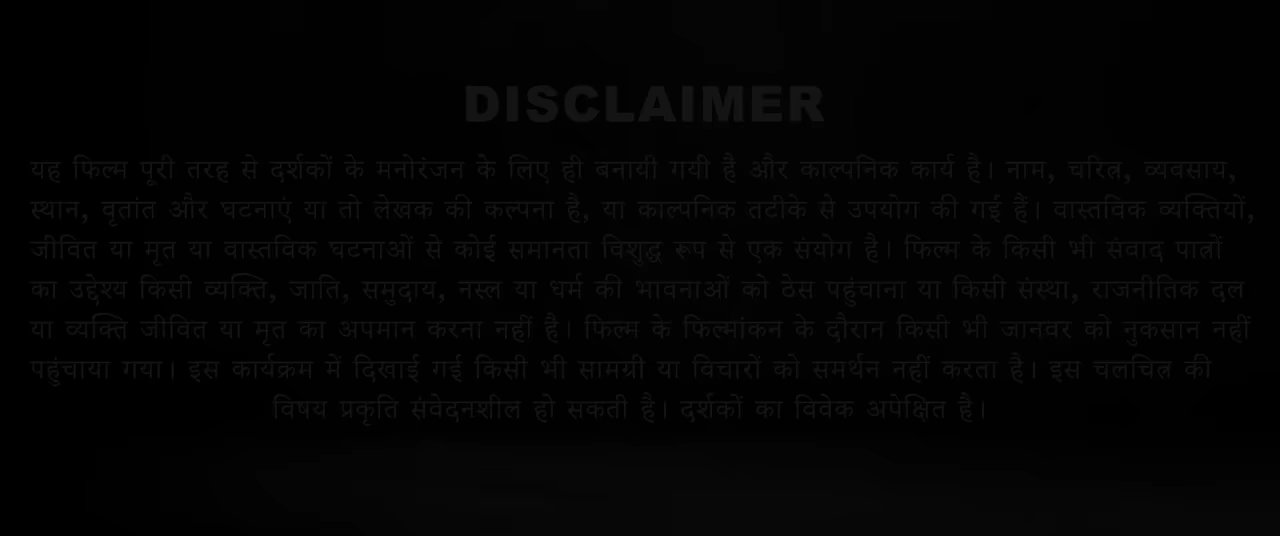 DISCLAIMER
यह फिल्म पूरी तरह से दर्शकों के मनोरंजन के लिए ही बनायी गयी है और काल्पनिक कार्य है। नाम, चरित्र, व्यवसाय,
स्थान, वृतांत और घटनाएं या तो लेखक की कल्पना है, या काल्पनिक तटीके से उपयोग की गई हैं। वास्तविक व्यक्तियों,
जीवित या मृत या वास्तविक घटनाओं से कोई समानता विशुद्ध रूप से एक संयोग है। फिल्म के किसी भी संवाद पात्रों
का उद्देश्य किसी व्यक्ति, जाति, समुदाय, नस्ल या धर्म की भावनाओं को ठेस पहुंचाना या किसी संस्था, राजनीतिक दल
या व्यक्ति जीवित या मृत का अपमान करना नहीं है। फिल्म के फिल्मांकन के दौरान किसी भी जानवर को नुकसान नहीं
पहुंचाया गया। इस कार्यक्रम में दिखाई गई किसी भी सामग्री या विचारों को समर्थन नहीं करता है। इस चलचित्र की
विषय प्रकृति संवेदनशील हो सकती है। दर्शकों का विवेक अपेक्षित है।